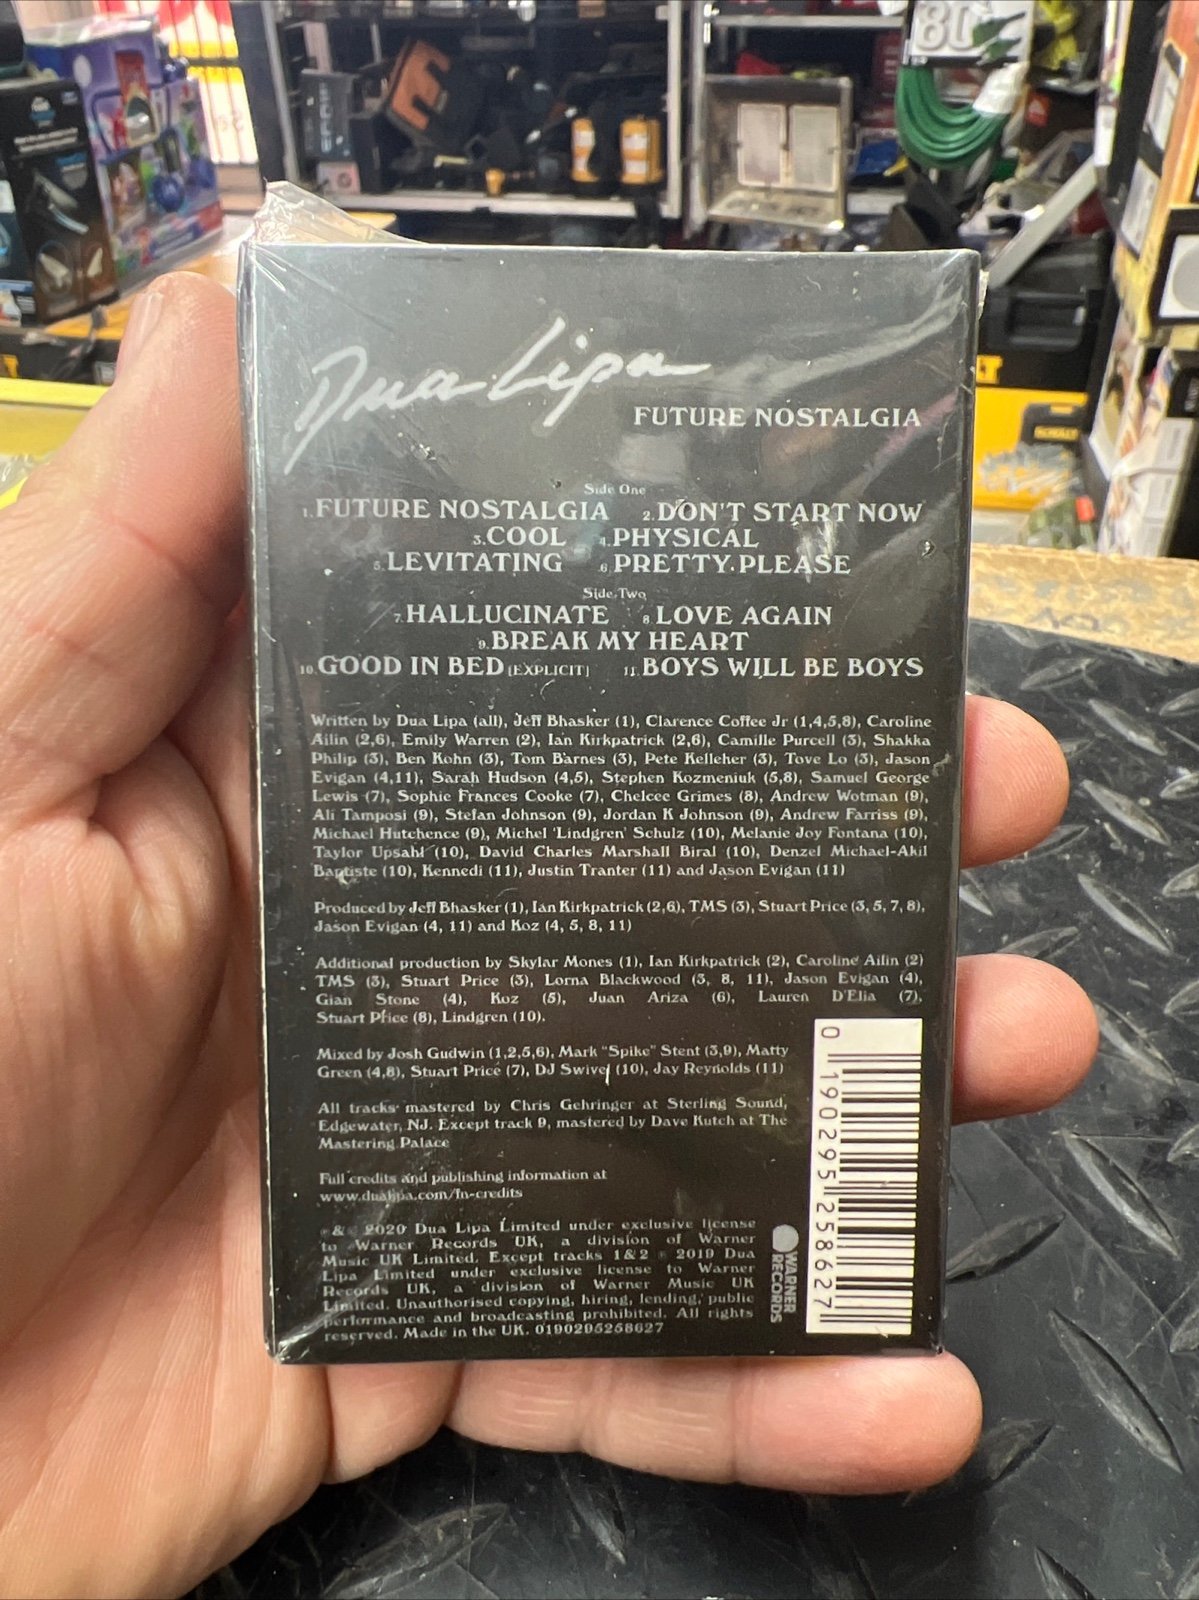 80
Dua Lipa
FUTURE NOSTALGIA
Side One
1. FUTURE NOSTALGIA 2. DON'T START NOW
3. COOL 4. PHYSICAL
5. LEVITATING 6. PRETTY PLEASE
Side Two
7. HALLUCINATE 8. LOVE AGAIN
9. BREAK MY HEART
10. GOOD IN BED [EXPLICIT] 11. BOYS WILL BE BOYS
Written by Dua Lipa (all), Jeff Bhasker (1), Clarence Coffee Jr (1,4,5,8), Caroline
Ailin (2,6), Emily Warren (2), Ian Kirkpatrick (2,6), Camille Purcell (3), Shakka
Philip (3), Ben Kohn (3), Tom Barnes (3), Pete Kelleher (3), Tove Lo (3), Jason
Evigan (4,11), Sarah Hudson (4,5), Stephen Kozmeniuk (5,8), Samuel George
Lewis (7), Sophie Frances Cooke (7), Chelcee Grimes (8), Andrew Wotman (9),
Ali Tamposi (9), Stefan Johnson (9), Jordan K Johnson (9), Andrew Farriss (9),
Michael Hutchence (9), Michel 'Lindgren' Schulz (10), Melanie Joy Fontana (10),
Taylor Upsahl (10), David Charles Marshall Biral (10), Denzel Michael-Akil
Baptiste (10), Kennedi (11), Justin Tranter (11) and Jason Evigan (11)
Produced by Jeff Bhasker (1), Ian Kirkpatrick (2,6), TMS (3), Stuart Price (3, 5, 7, 8),
Jason Evigan (4, 11) and Koz (4, 5, 8, 11)
Additional production by Skylar Mones (1), Ian Kirkpatrick (2), Caroline Ailin (2)
TMS (3), Stuart Price (3), Lorna Blackwood (3, 8, 11), Jason Evigan (4),
Gian Stone (4), Koz (5), Juan Ariza (6), Lauren D'Elia (7),
Stuart Price (8), Lindgren (10).
Mixed by Josh Gudwin (1,2,5,6), Mark "Spike" Stent (3,9), Matty
Green (4,8), Stuart Price (7), DJ Swivel (10), Jay Reynolds (11)
All tracks mastered by Chris Gehringer at Sterling Sound,
Edgewater, NJ. Except track 9, mastered by Dave Kutch at The
Mastering Palace
Full credits and publishing information at
www.dualipa.com/fn-credits
℗ & © 2020 Dua Lipa Limited under exclusive license
to Warner Records UK, a division of Warner
Music UK Limited. Except tracks 1&2 ℗ 2019 Dua
Lipa Limited under exclusive license to Warner
Records UK, a division of Warner Music UK
Limited. Unauthorised copying, hiring, lending, public
performance and broadcasting prohibited. All rights
reserved. Made in the UK. 0190295258627
WARNER
RECORDS
0 190295 258627